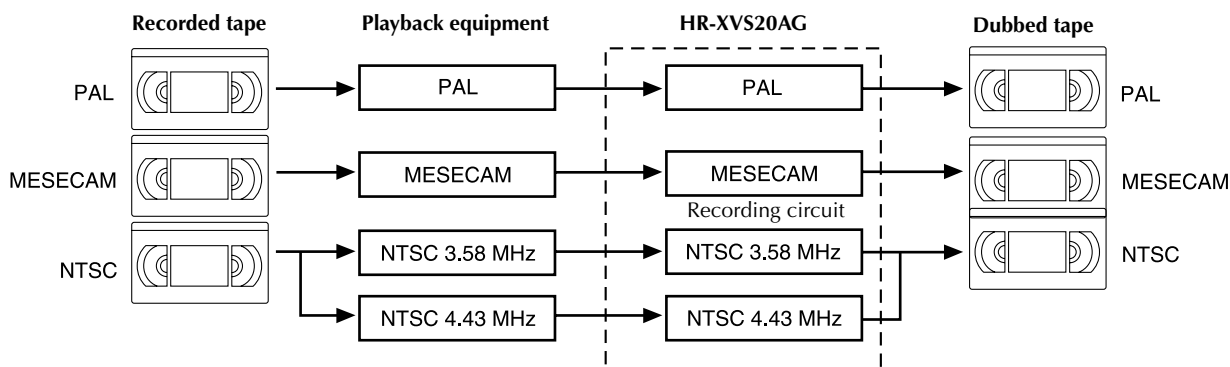 Recorded tape
Playback equipment
HR-XVS20AG
Dubbed tape
PAL
PAL
PAL
PAL
MESECAM
MESECAM
MESECAM
MESECAM
Recording circuit
NTSC
NTSC 3.58 MHz
NTSC 3.58 MHz
NTSC
NTSC 4.43 MHz
NTSC 4.43 MHz